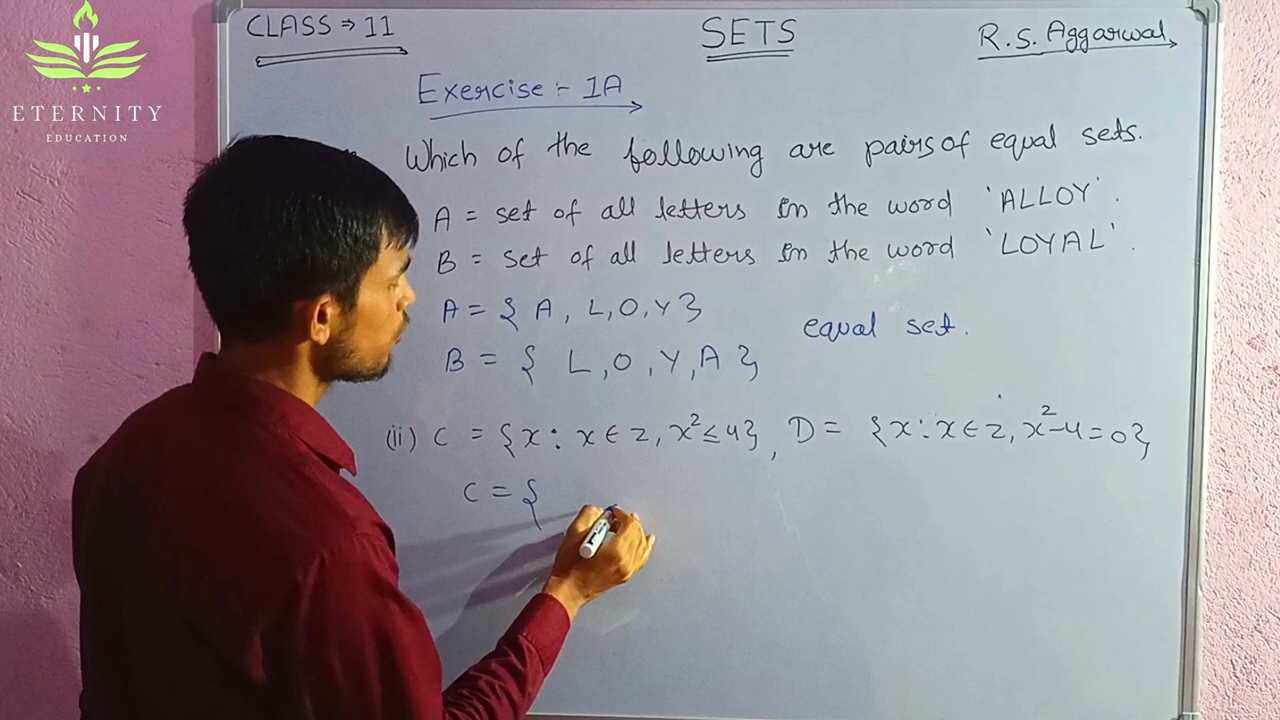 ETERNITY
EDUCATION
CLASS ⇒ 11
SETS
R.S. Aggarwal
Exercise :- 1A
Which of the following are pairs of equal sets.
A = set of all letters in the word 'ALLOY'.
B = set of all letters in the word 'LOYAL'.
A = { A, L, O, Y }
equal set.
B = { L, O, Y, A }
(ii) C = {x : x ∈ z, x² ≤ 4}, D = {x : x ∈ z, x² - 4 = 0},
C = {